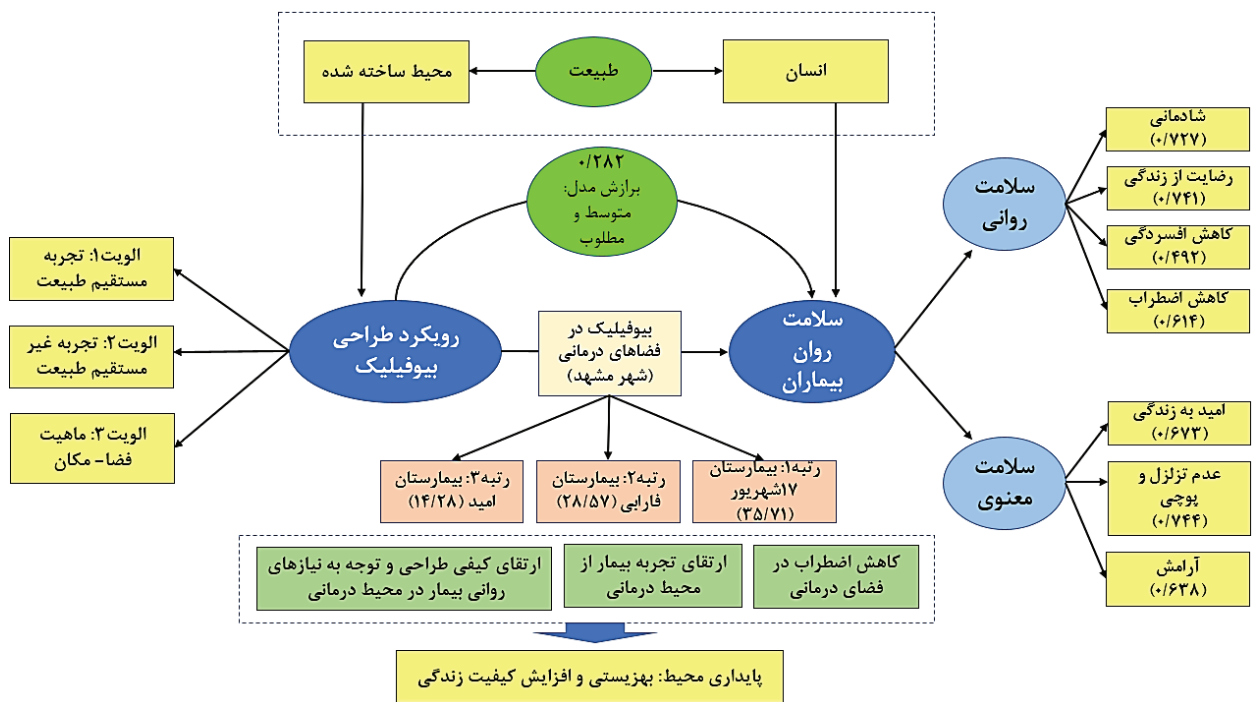 انسان
طبیعت
محیط ساخته شده
۰/۲۸۲
برازش مدل:
متوسط و
مطلوب
شادمانی
(۰/۷۲۷)
رضایت از زندگی
(۰/۷۴۱)
کاهش افسردگی
(۰/۴۹۲)
کاهش اضطراب
(۰/۶۱۴)
سلامت
روانی
سلامت
روان
بیماران
بیوفیلیک در
فضاهای درمانی
(شهر مشهد)
رویکرد طراحی
بیوفیلیک
الویت۱: تجربه
مستقیم طبیعت
الویت۲: تجربه غیر
مستقیم طبیعت
الویت۳: ماهیت
فضا- مکان
امید به زندگی
(۰/۶۷۳)
عدم تزلزل و
پوچی
(۰/۷۴۴)
آرامش
(۰/۶۳۸)
سلامت
معنوی
رتبه۱: بیمارستان
۱۷شهریور
(۳۵/۷۱)
رتبه۲: بیمارستان
فارابی (۲۸/۵۷)
رتبه۳: بیمارستان
امید (۱۴/۲۸)
کاهش اضطراب در
فضای درمانی
ارتقای تجربه بیمار از
محیط درمانی
ارتقای کیفی طراحی و توجه به نیازهای
روانی بیمار در محیط درمانی
پایداری محیط: بهزیستی و افزایش کیفیت زندگی